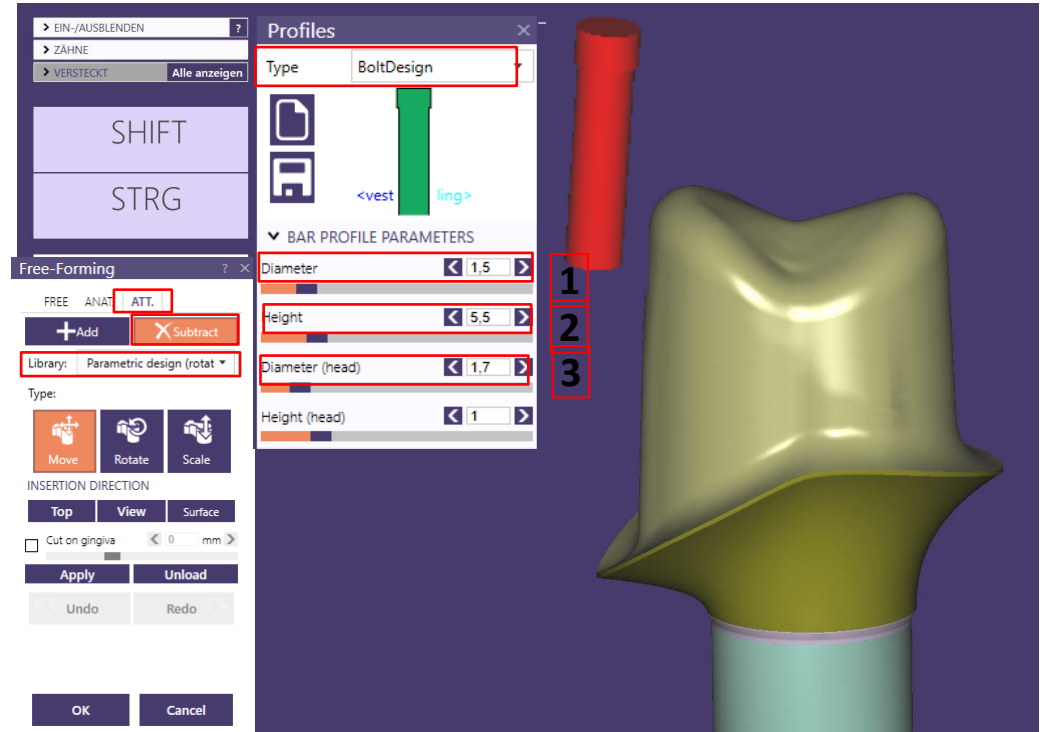 EIN-/AUSBLENDEN ?
ZÄHNE
VERSTECKT Alle anzeigen
SHIFT
STRG
Profiles
Type BoltDesign
<vest ling>
BAR PROFILE PARAMETERS
Diameter 1,5
Height 5,5
Diameter (head) 1,7
Height (head) 1
1
2
3
Free-Forming ? ×
FREE ANAT ATT.
Add Subtract
Library: Parametric design (rotat
Type:
Move Rotate Scale
INSERTION DIRECTION
Top View Surface
Cut on gingiva 0 mm
Apply Unload
Undo Redo
OK Cancel